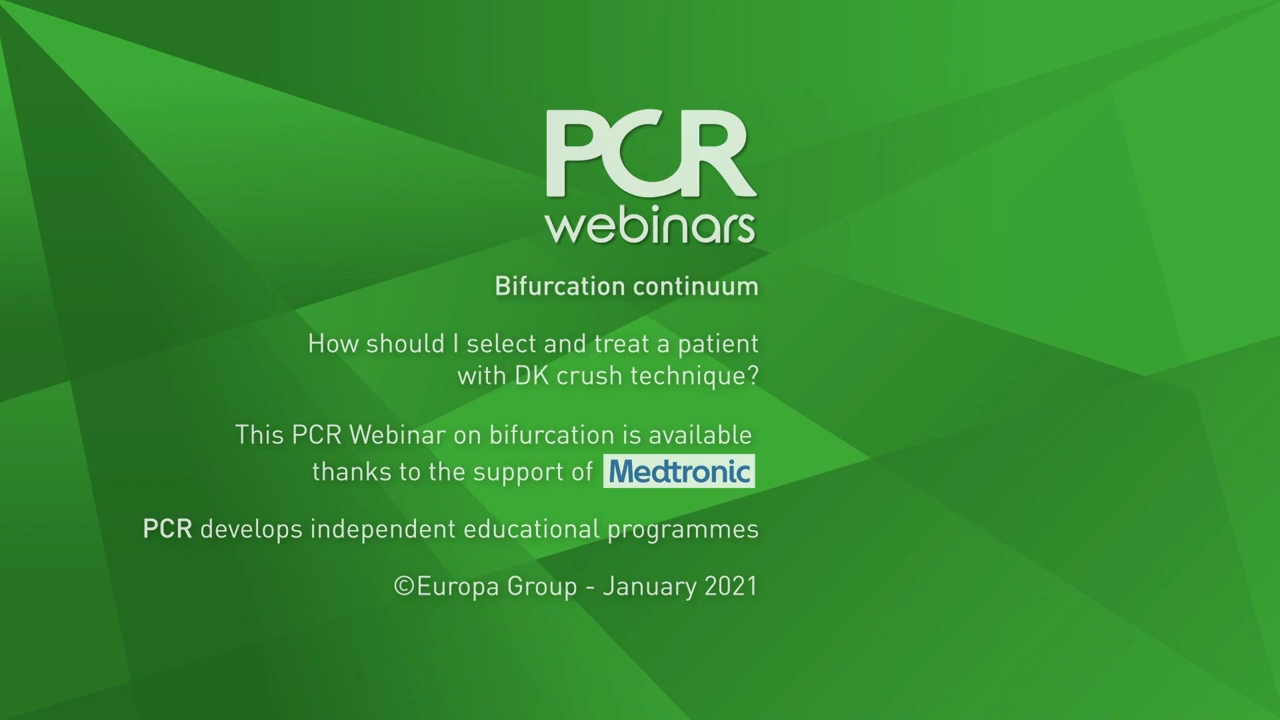 PCR
webinars
Bifurcation continuum
How should I select and treat a patient
with DK crush technique?
This PCR Webinar on bifurcation is available
thanks to the support of Medtronic
PCR develops independent educational programmes
©Europa Group - January 2021